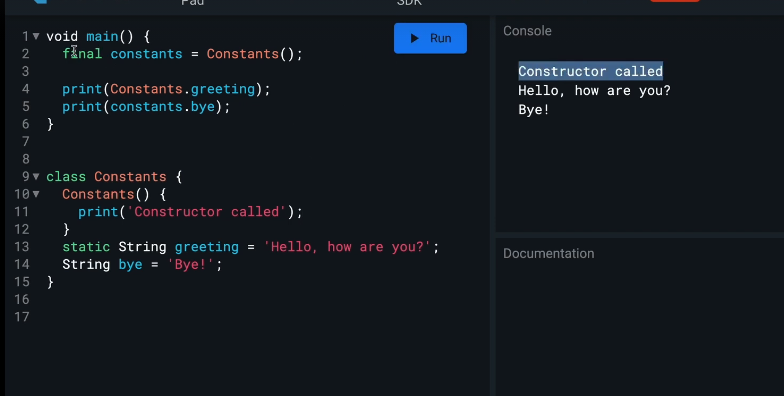 Pad
SDK
1 void main() {
2 final constants = Constants();
3
4 print(Constants.greeting);
5 print(constants.bye);
6 }
7
8
9 class Constants {
10 Constants() {
11 print('Constructor called');
12 }
13 static String greeting = 'Hello, how are you?';
14 String bye = 'Bye!';
15 }
16
17
Run
Console
Constructor called
Hello, how are you?
Bye!
Documentation